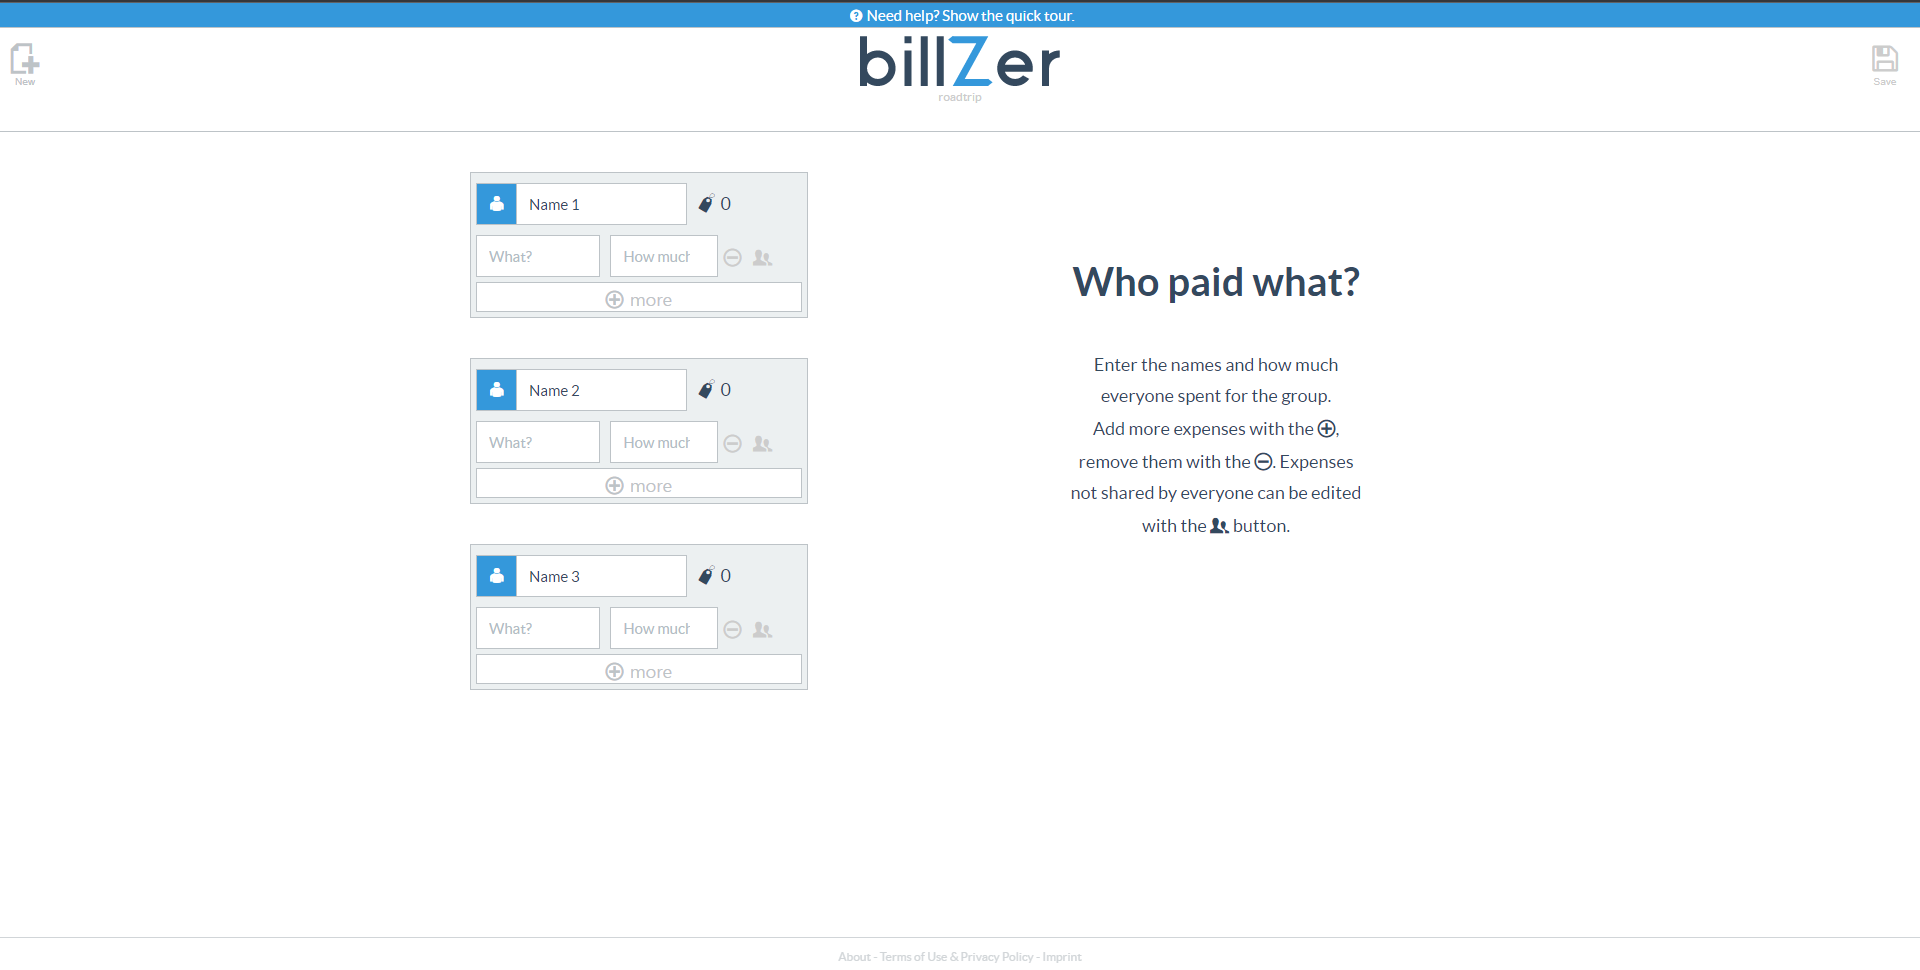 Need help? Show the quick tour.
New
billZer
Save
roadtrip
Name 1
0
What?
How much
more
Name 2
0
What?
How much
more
Name 3
0
What?
How much
more
Who paid what?
Enter the names and how much
everyone spent for the group.
Add more expenses with the ,
remove them with the . Expenses
not shared by everyone can be edited
with the button.
About - Terms of Use & Privacy Policy - Imprint